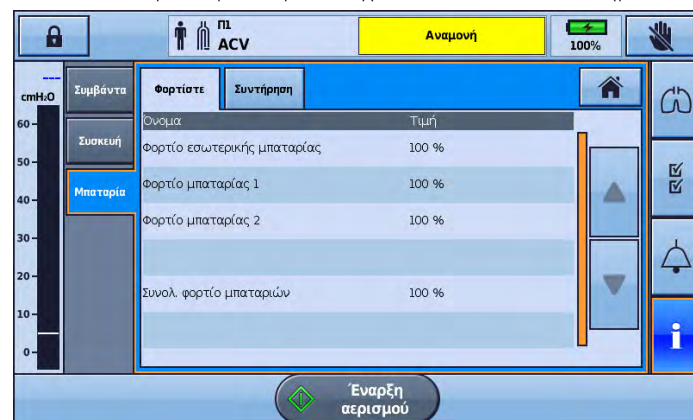 Π1
ACV
Αναμονή
100%
---
cmH₂O
60
50
40
30
20
10
0
Συμβάντα
Συσκευή
Μπαταρία
Φορτίστε
Συντήρηση
Όνομα Τιμή
Φορτίο εσωτερικής μπαταρίας 100 %
Φορτίο μπαταρίας 1 100 %
Φορτίο μπαταρίας 2 100 %
Συνολ. φορτίο μπαταριών 100 %
i
Έναρξη
αερισμού